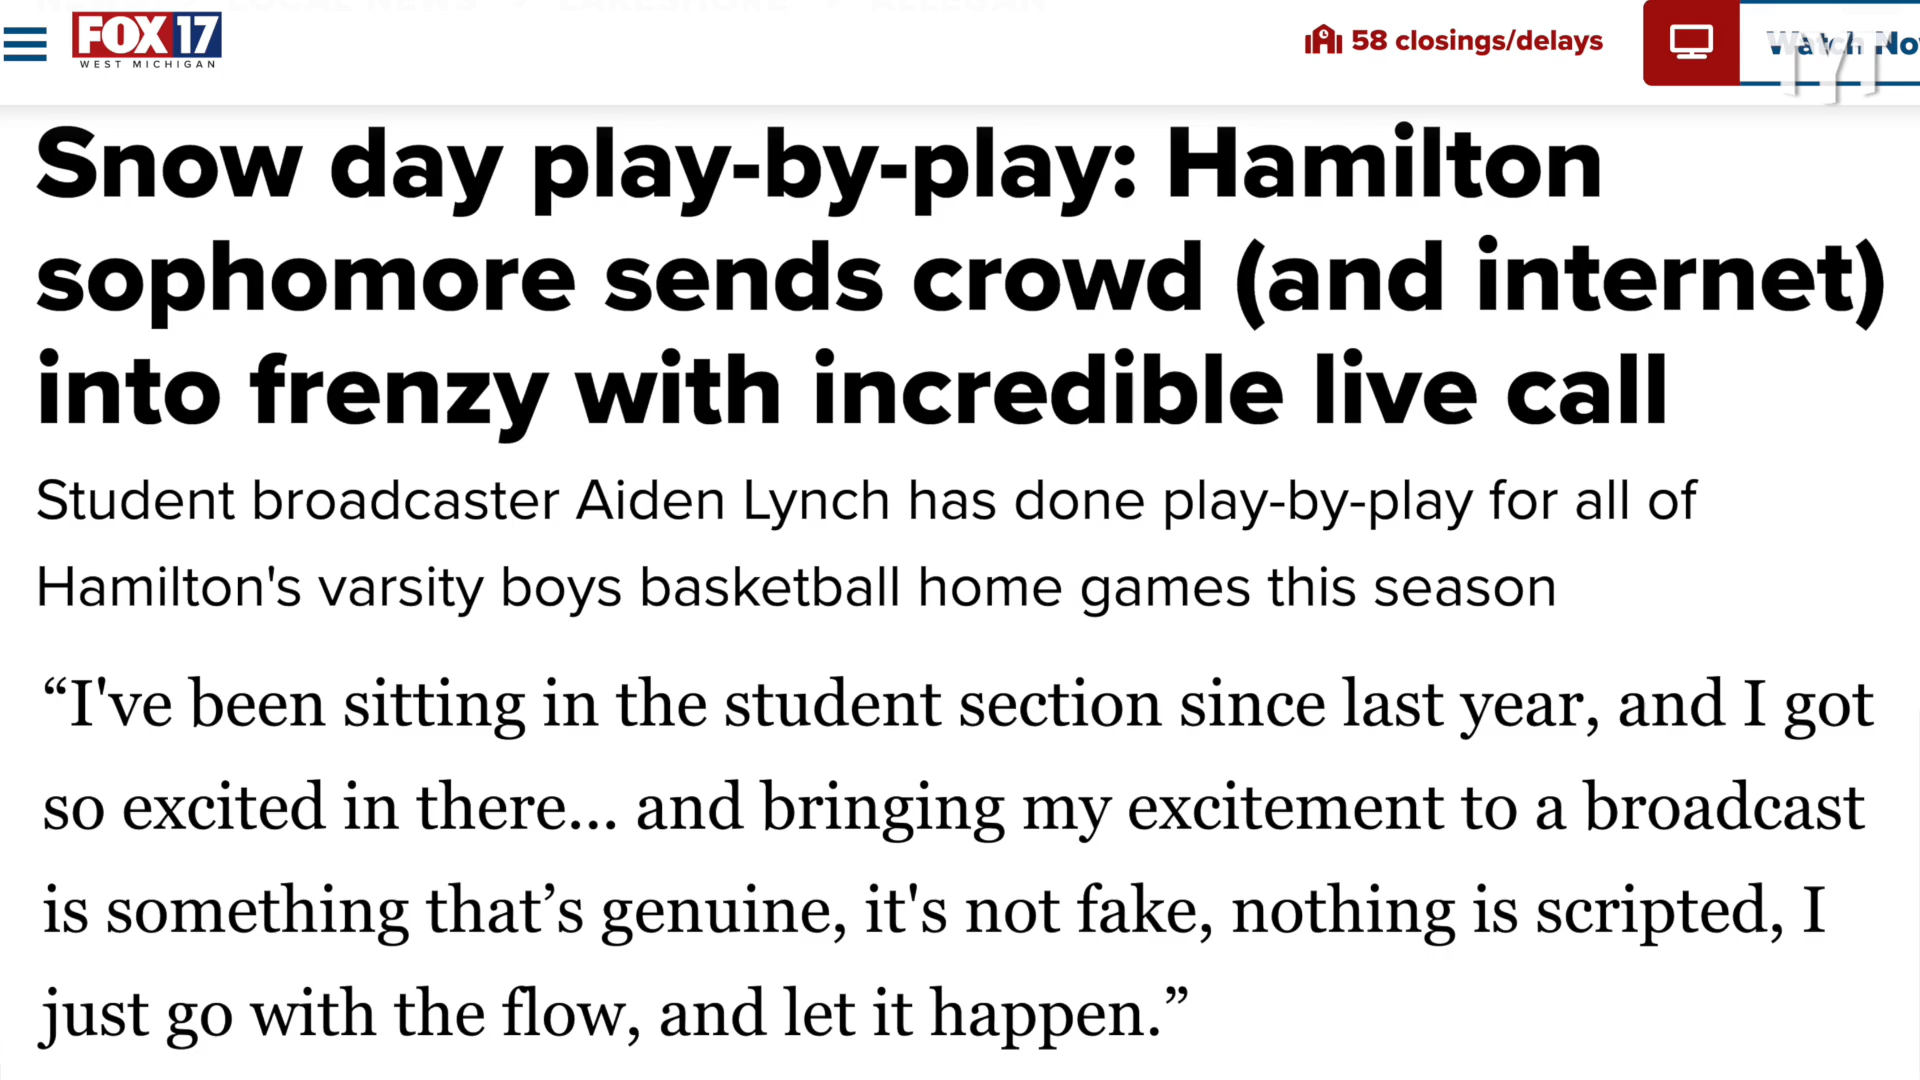 FOX 17
WEST MICHIGAN
58 closings/delays
Watch No
TYT
Snow day play-by-play: Hamilton
sophomore sends crowd (and internet)
into frenzy with incredible live call
Student broadcaster Aiden Lynch has done play-by-play for all of
Hamilton's varsity boys basketball home games this season
“I've been sitting in the student section since last year, and I got
so excited in there... and bringing my excitement to a broadcast
is something that’s genuine, it's not fake, nothing is scripted, I
just go with the flow, and let it happen.”